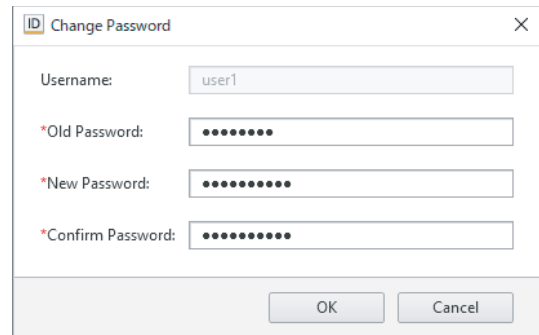 ID Change Password
Username: user1
*Old Password: ●●●●●●●●
*New Password: ●●●●●●●●●●
*Confirm Password: ●●●●●●●●●●
OK Cancel